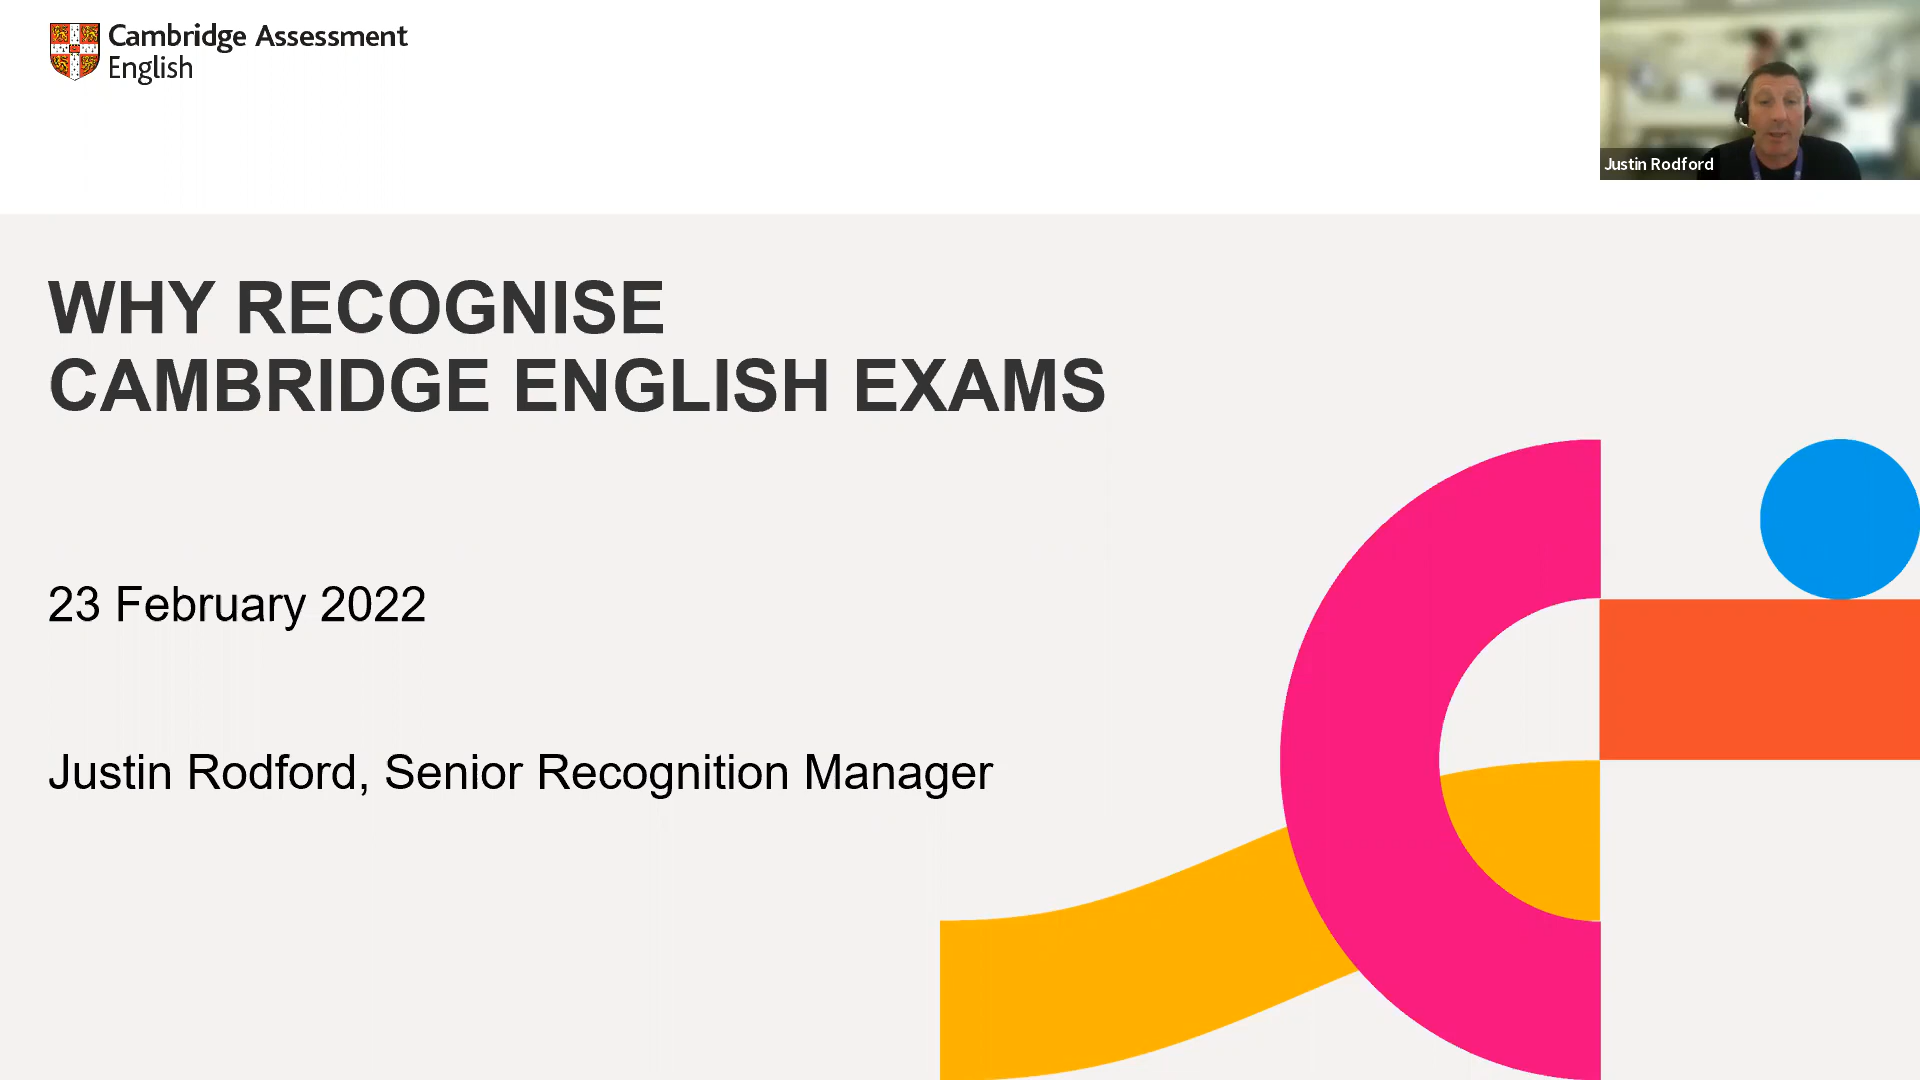 Cambridge Assessment
English
Justin Rodford
WHY RECOGNISE
CAMBRIDGE ENGLISH EXAMS
23 February 2022
Justin Rodford, Senior Recognition Manager